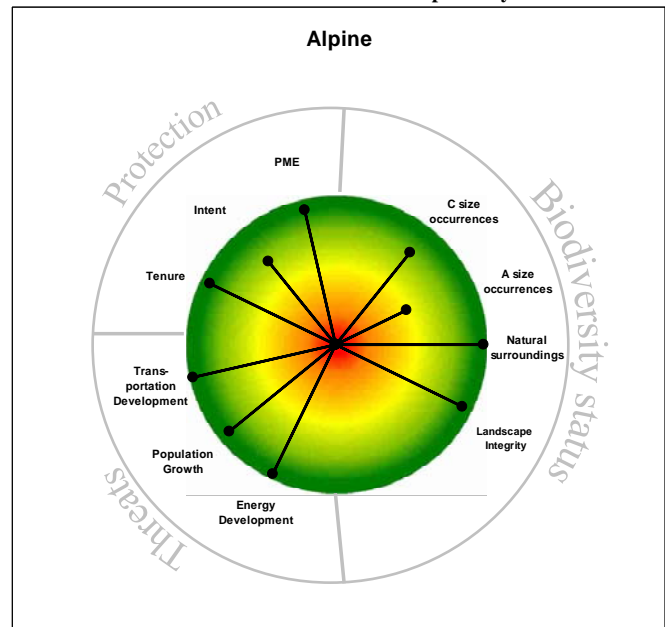 Alpine
Protection
PME
Intent
Tenure
C size
occurrences
A size
occurrences
Natural
surroundings
Landscape
Integrity
Biodiversity status
Trans-
portation
Development
Population
Growth
Energy
Development
Threats